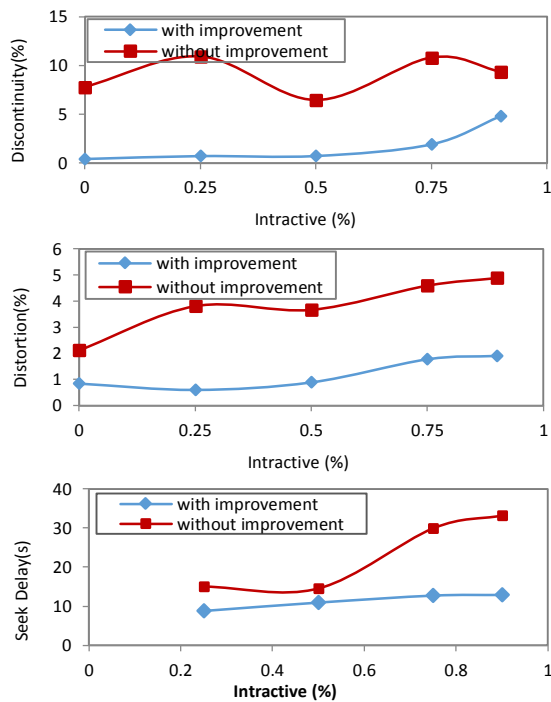 15
10
5
0
Discontinuity(%)
with improvement
without improvement
0 0.25 0.5 0.75 1
Intractive (%)
6
5
4
3
2
1
0
Distortion(%)
with improvement
without improvement
0 0.25 0.5 0.75 1
Intractive (%)
40
30
20
10
0
Seek Delay(s)
with improvement
without improvement
0 0.2 0.4 0.6 0.8 1
Intractive (%)